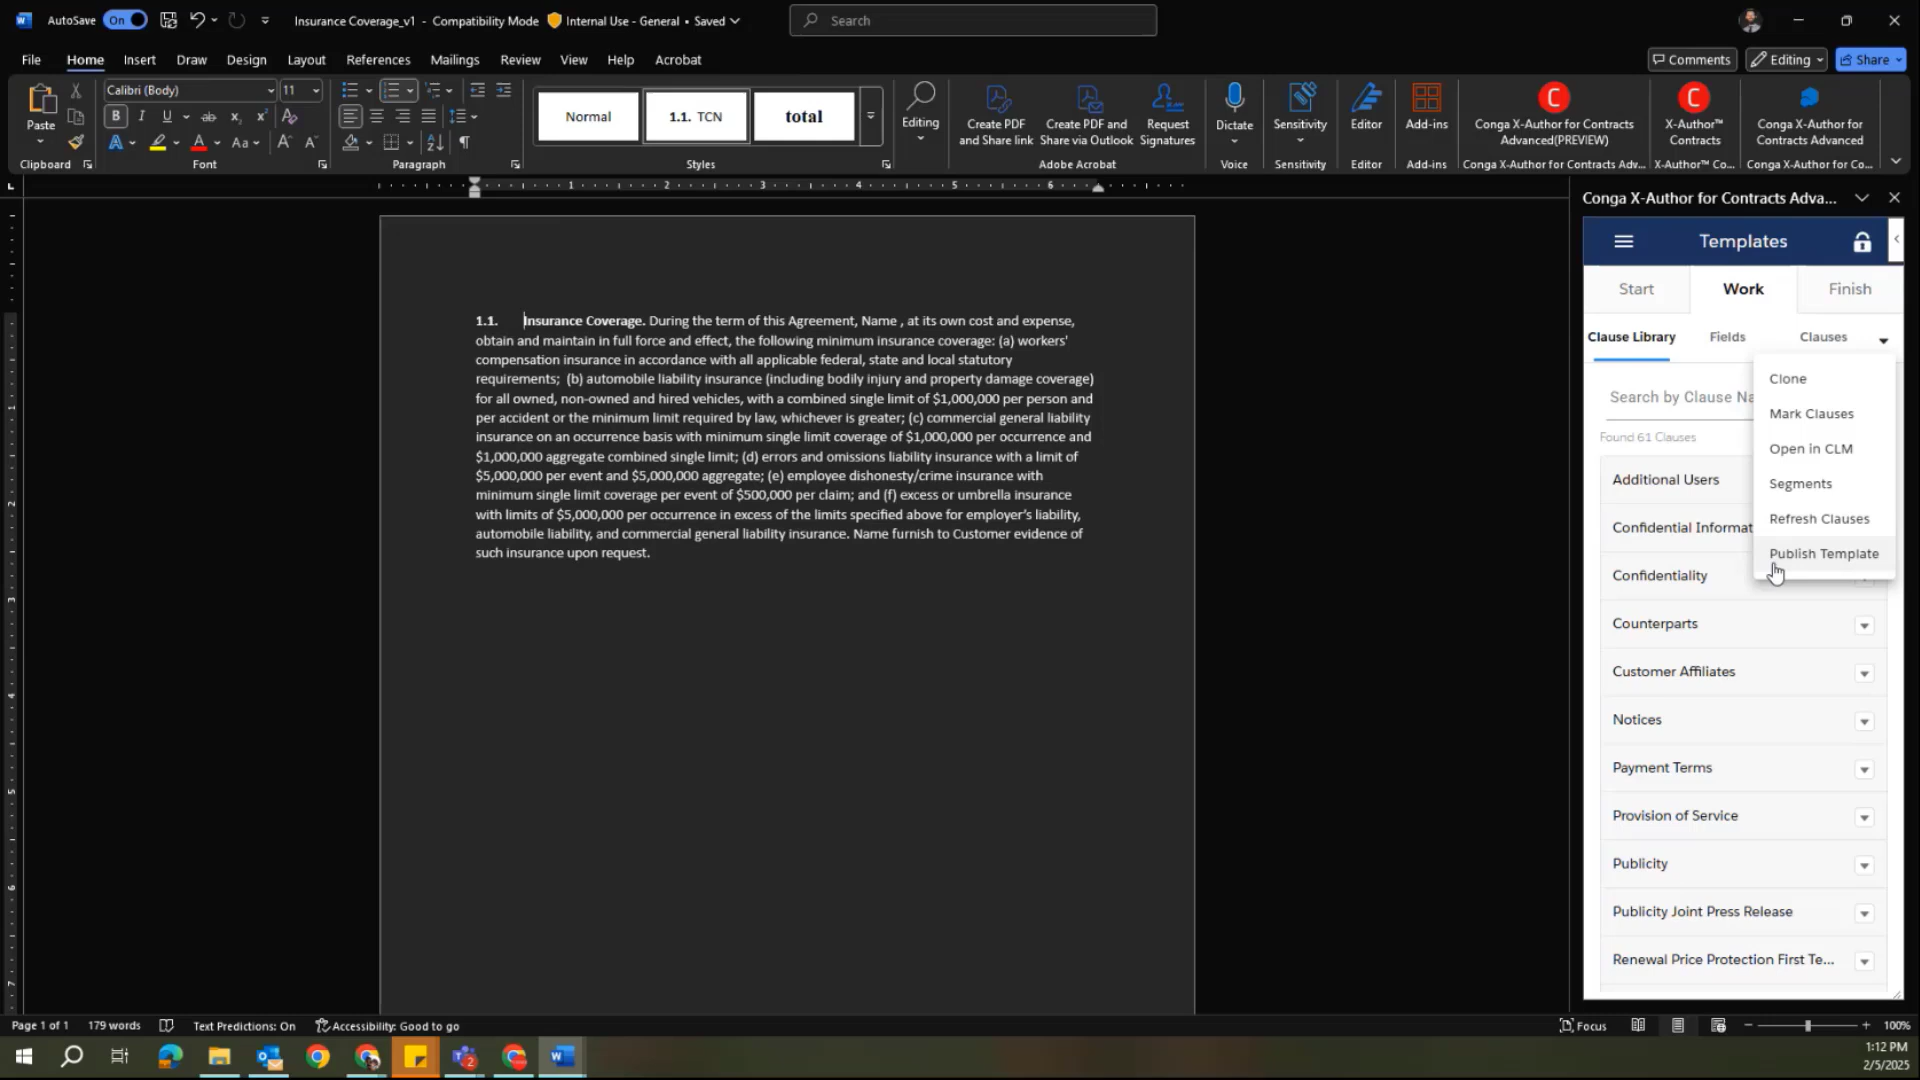 AutoSave On Insurance Coverage_v1 - Compatibility Mode Internal Use - General • Saved Search
File Home Insert Draw Design Layout References Mailings Review View Help Acrobat Comments Editing Share
Paste
Clipboard
Calibri (Body) 11
B I U ab x₂ x² A
A A Aa A A
Font
Paragraph
Normal 1.1. TCN total
Styles
Editing
Create PDF and Share link
Create PDF and Share via Outlook
Request Signatures
Adobe Acrobat
Dictate
Voice
Sensitivity
Sensitivity
Editor
Editor
Add-ins
Add-ins
C
Conga X-Author for Contracts Advanced(PREVIEW)
Conga X-Author for Contracts Adv...
C
X-Author™ Contracts
X-Author™ Co...
Conga X-Author for Contracts Advanced
Conga X-Author for Co...
1 2 3 4 5 6
1.1. Insurance Coverage. During the term of this Agreement, Name , at its own cost and expense,
obtain and maintain in full force and effect, the following minimum insurance coverage: (a) workers'
compensation insurance in accordance with all applicable federal, state and local statutory
requirements; (b) automobile liability insurance (including bodily injury and property damage coverage)
for all owned, non-owned and hired vehicles, with a combined single limit of $1,000,000 per person and
per accident or the minimum limit required by law, whichever is greater; (c) commercial general liability
insurance on an occurrence basis with minimum single limit coverage of $1,000,000 per occurrence and
$1,000,000 aggregate combined single limit; (d) errors and omissions liability insurance with a limit of
$5,000,000 per event and $5,000,000 aggregate; (e) employee dishonesty/crime insurance with
minimum single limit coverage per event of $500,000 per claim; and (f) excess or umbrella insurance
with limits of $5,000,000 per occurrence in excess of the limits specified above for employer's liability,
automobile liability, and commercial general liability insurance. Name furnish to Customer evidence of
such insurance upon request.
Conga X-Author for Contracts Adva...
Templates
Start Work Finish
Clause Library Fields Clauses
Search by Clause Na
Found 61 Clauses
Clone
Mark Clauses
Open in CLM
Segments
Refresh Clauses
Publish Template
Additional Users
Confidential Informat
Confidentiality
Counterparts
Customer Affiliates
Notices
Payment Terms
Provision of Service
Publicity
Publicity Joint Press Release
Renewal Price Protection First Te...
Page 1 of 1 179 words Text Predictions: On Accessibility: Good to go Focus 100%
1:12 PM
2/5/2025